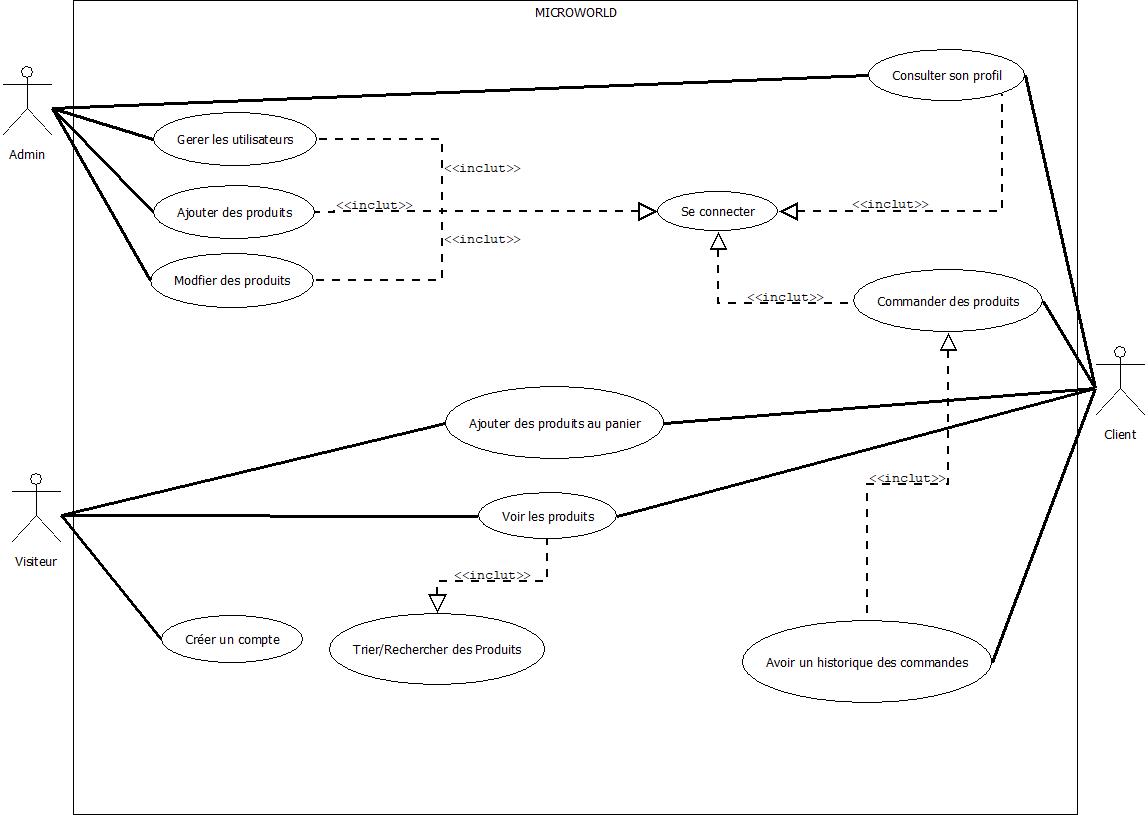 MICROWORLD
Consulter son profil
Admin
Gerer les utilisateurs
<<inclut>>
Ajouter des produits
<<inclut>>
Se connecter
<<inclut>>
<<inclut>>
Modfier des produits
<<inclut>>
Commander des produits
Ajouter des produits au panier
Client
<<inclut>>
Voir les produits
Visiteur
<<inclut>>
Créer un compte
Trier/Rechercher des Produits
Avoir un historique des commandes